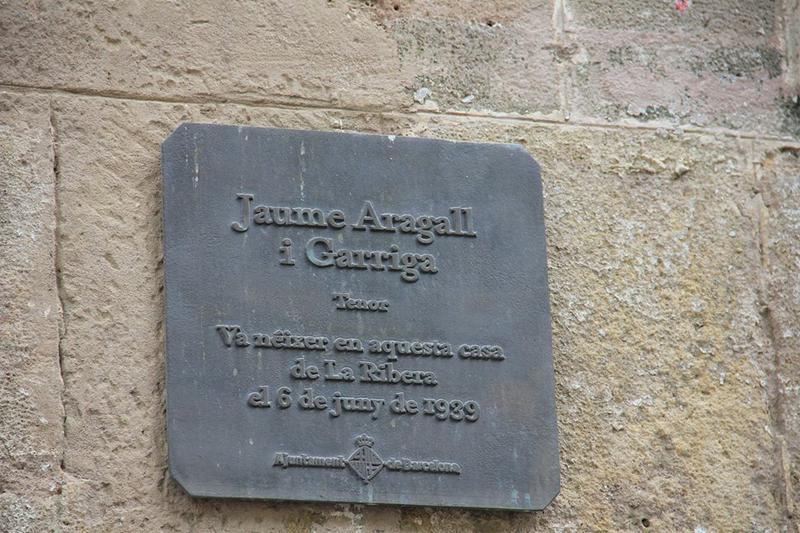 Jaume Aragall
i Garriga
Tenor
Va néixer en aquesta casa
de La Ribera
el 6 de juny de 1939
Ajuntament de Barcelona